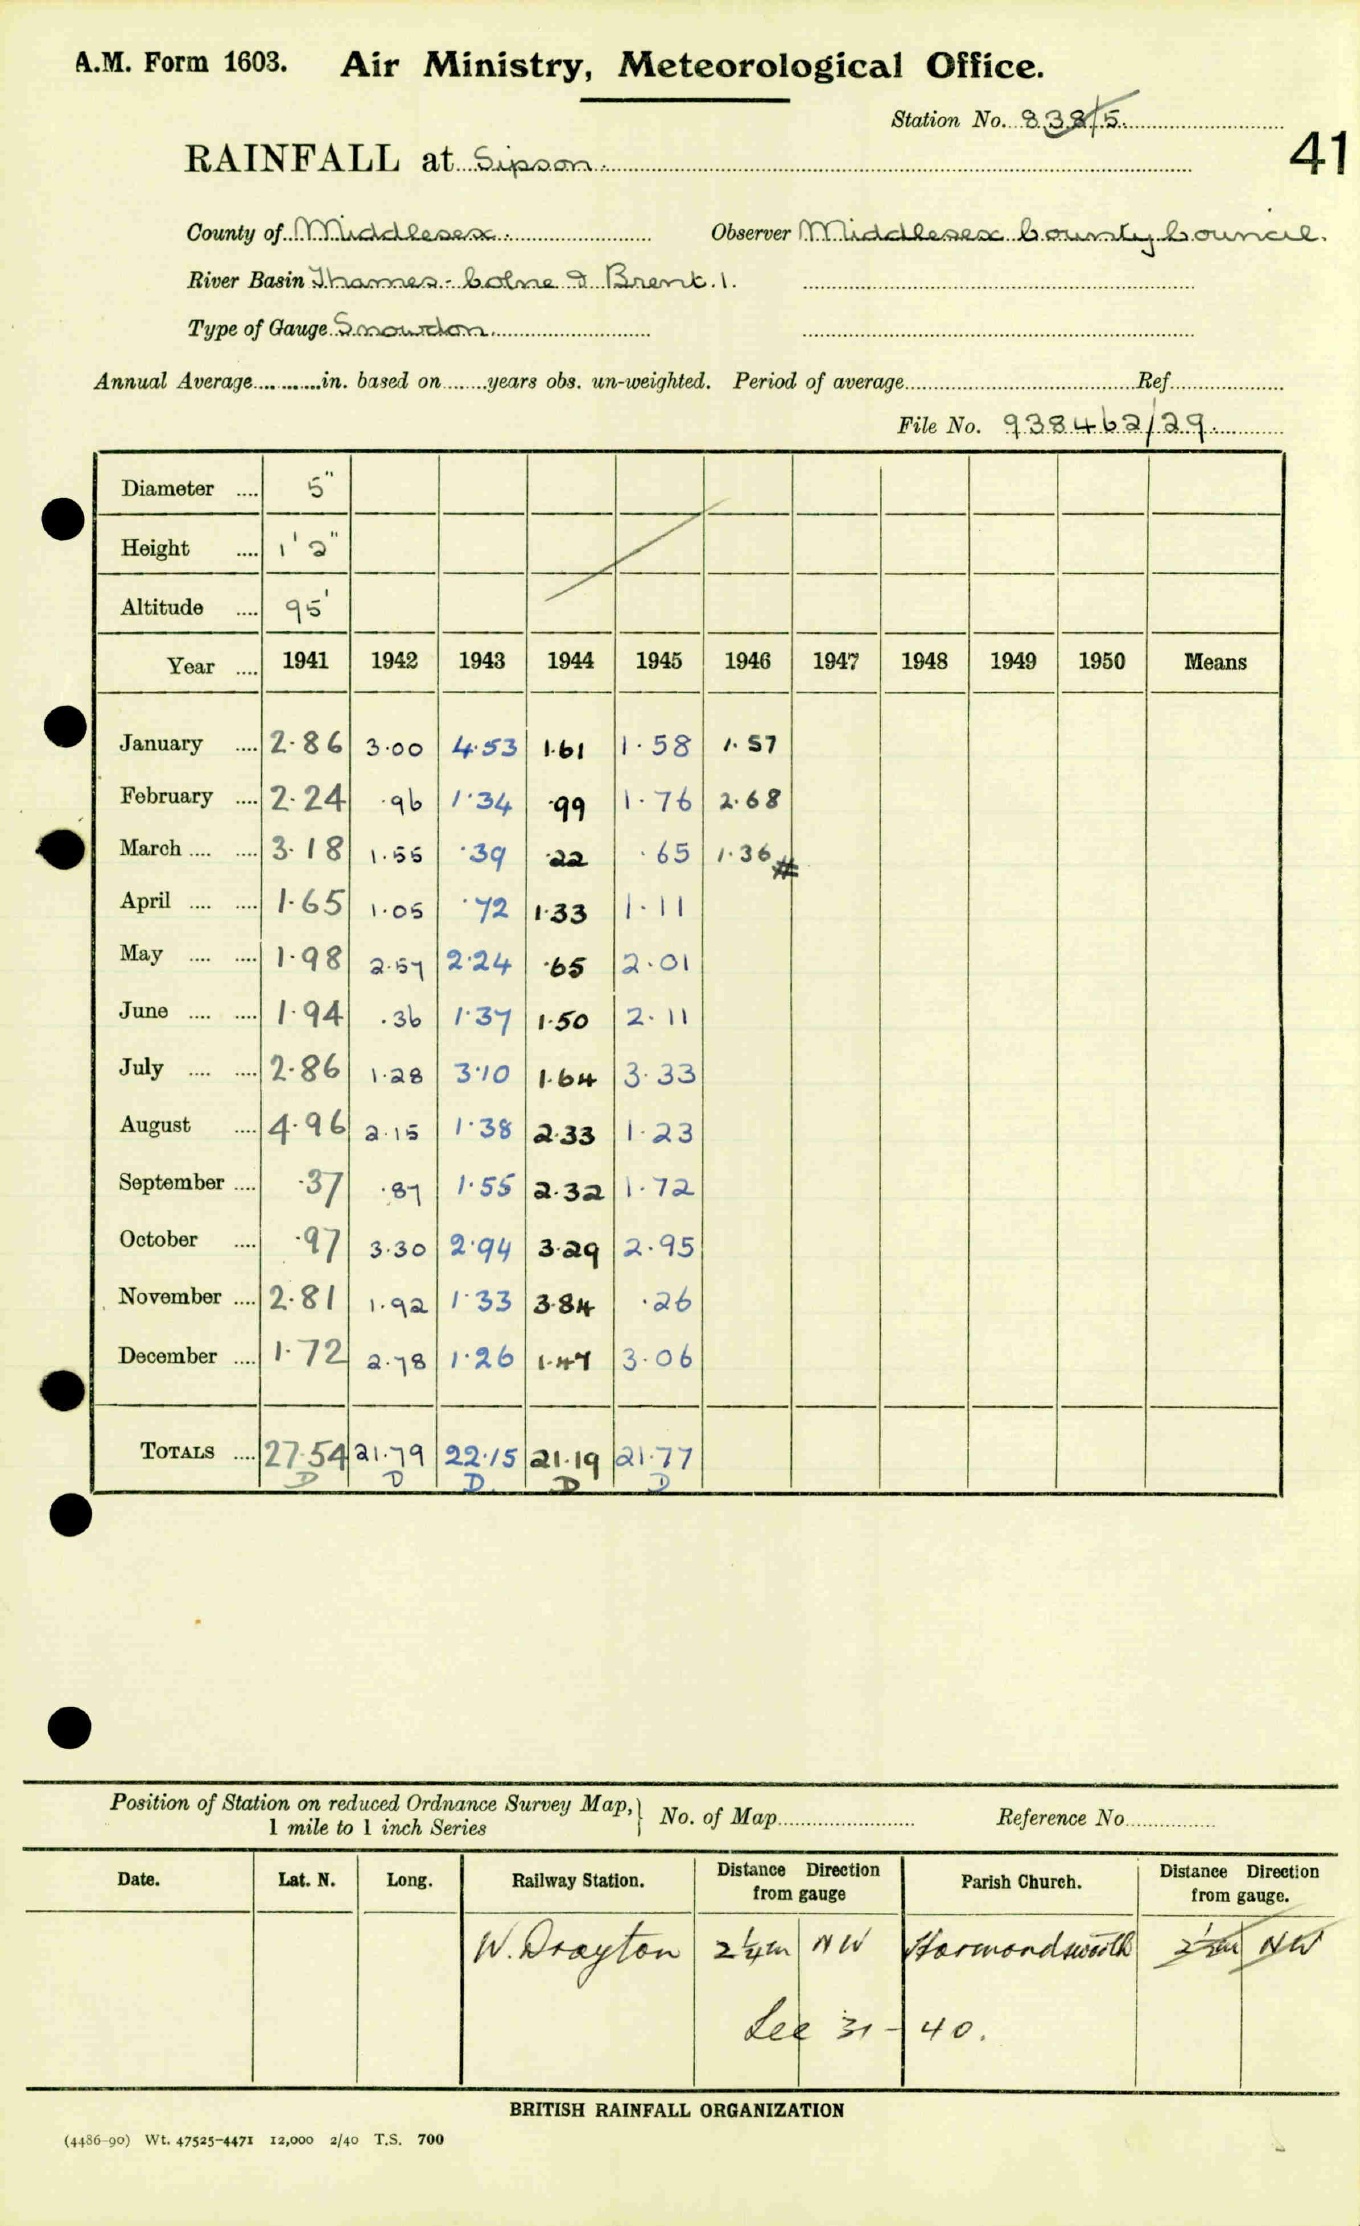 A.M. Form 1603. Air Ministry, Meteorological Office.
Station No. 838/5.
41
RAINFALL at Sipson.
County of Middlesex. Observer Middlesex County Council.
River Basin Thames - Colne & Brent. 1.
Type of Gauge Snowdon.
Annual Average in. based on years obs. un-weighted. Period of average Ref
File No. 938462/29.
Diameter 5"
Height 1' 2"
Altitude 95'
Year 1941 1942 1943 1944 1945 1946 1947 1948 1949 1950 Means
January 2.86 3.00 4.53 1.61 1.58 1.57
February 2.24 .96 1.34 .99 1.76 2.68
March 3.18 1.55 .39 .22 .65 1.36 #
April 1.65 1.05 .72 1.33 1.11
May 1.98 2.57 2.24 .65 2.01
June 1.94 .36 1.37 1.50 2.11
July 2.86 1.28 3.10 1.64 3.33
August 4.96 2.15 1.38 2.33 1.23
September .37 .87 1.55 2.32 1.72
October .97 3.30 2.94 3.29 2.95
November 2.81 1.92 1.33 3.84 .26
December 1.72 2.78 1.26 1.47 3.06
TOTALS 27.54 21.79 22.15 21.19 21.77
D D D. D D
Position of Station on reduced Ordnance Survey Map, 1 mile to 1 inch Series } No. of Map Reference No
Date. Lat. N. Long. Railway Station. Distance Direction from gauge Parish Church. Distance Direction from gauge.
W. Drayton 2¼m NW Harmondsworth 2½m NW
See 31-40.
BRITISH RAINFALL ORGANIZATION
(4486-90) Wt. 47525-4471 12,000 2/40 T.S. 700